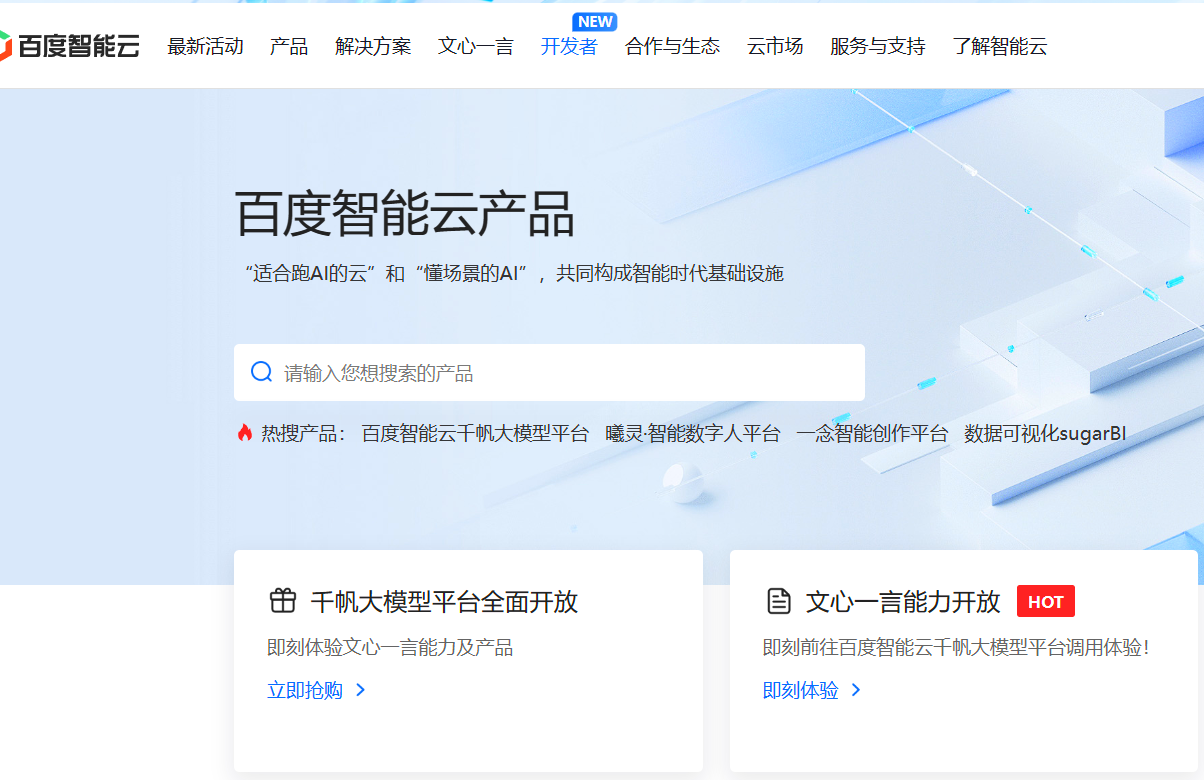 NEW
百度智能云 最新活动 产品 解决方案 文心一言 开发者 合作与生态 云市场 服务与支持 了解智能云
百度智能云产品
“适合跑AI的云”和“懂场景的AI”，共同构成智能时代基础设施
请输入您想搜索的产品
热搜产品： 百度智能云千帆大模型平台 曦灵·智能数字人平台 一念智能创作平台 数据可视化sugarBI
千帆大模型平台全面开放
即刻体验文心一言能力及产品
立即抢购 >
文心一言能力开放 HOT
即刻前往百度智能云千帆大模型平台调用体验！
即刻体验 >